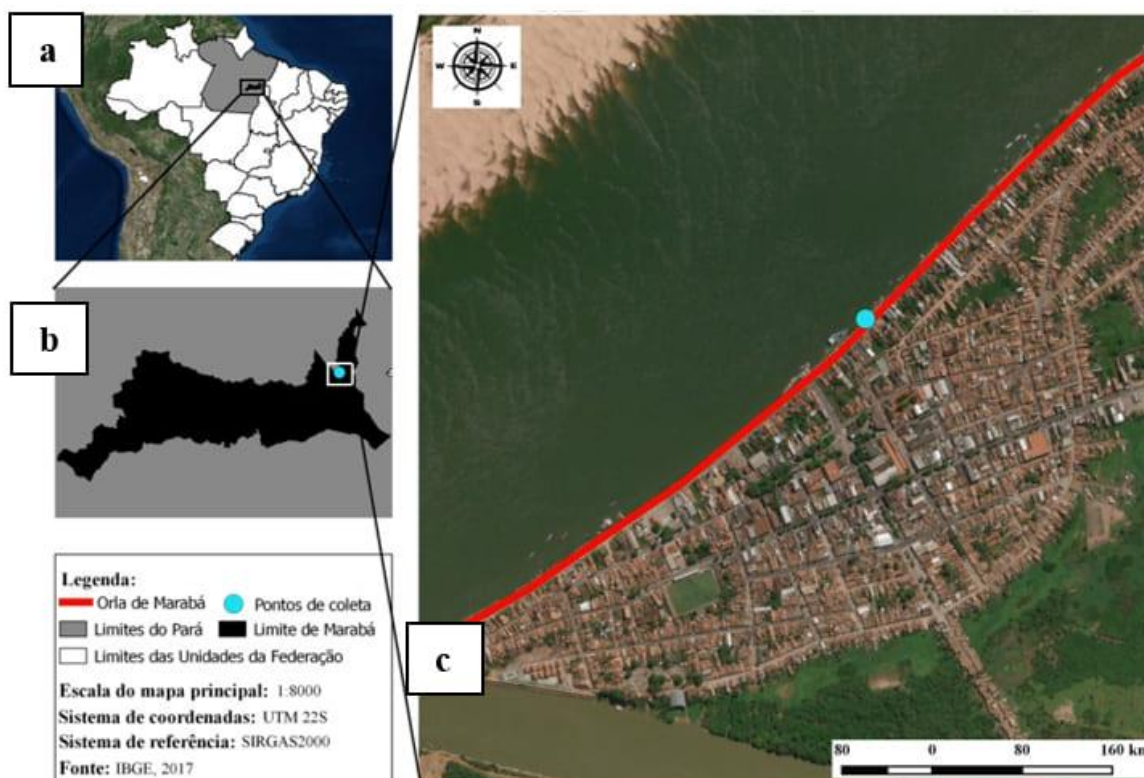 a
N
W E
S
b
Legenda:
Orla de Marabá Pontos de coleta
Limites do Pará Limite de Marabá
Limites das Unidades da Federação
Escala do mapa principal: 1:8000
Sistema de coordenadas: UTM 22S
Sistema de referência: SIRGAS2000
Fonte: IBGE, 2017
c
80 0 80 160 km